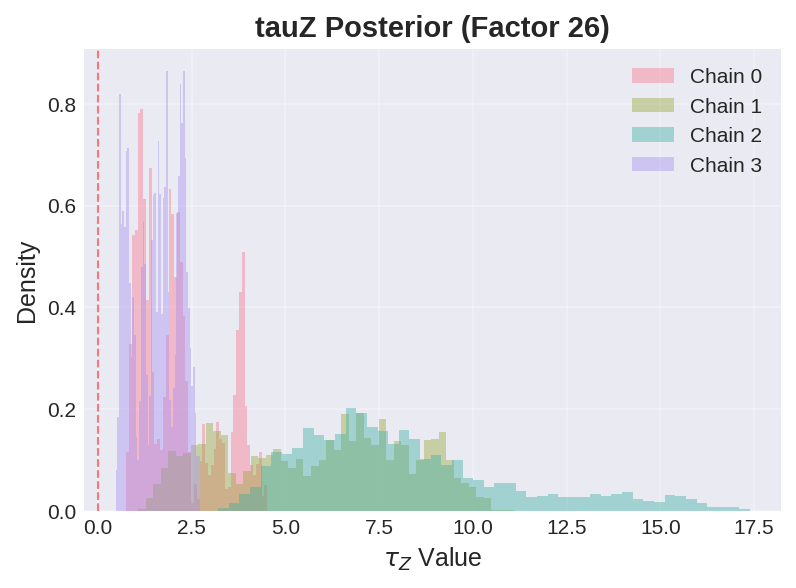 tauZ Posterior (Factor 26)
Chain 0
Chain 1
Chain 2
Chain 3
Density
0.8
0.6
0.4
0.2
0.0
0.0 2.5 5.0 7.5 10.0 12.5 15.0 17.5
τ_Z Value